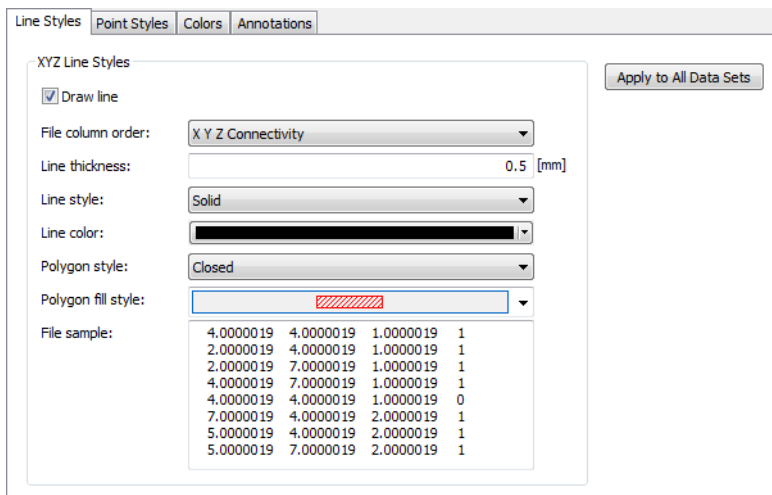 Line Styles Point Styles Colors Annotations
XYZ Line Styles
Apply to All Data Sets
Draw line
File column order: X Y Z Connectivity
Line thickness: 0.5 [mm]
Line style: Solid
Line color:
Polygon style: Closed
Polygon fill style:
File sample:
4.0000019 4.0000019 1.0000019 1
2.0000019 4.0000019 1.0000019 1
2.0000019 7.0000019 1.0000019 1
4.0000019 7.0000019 1.0000019 1
4.0000019 4.0000019 1.0000019 0
7.0000019 4.0000019 2.0000019 1
5.0000019 4.0000019 2.0000019 1
5.0000019 7.0000019 2.0000019 1